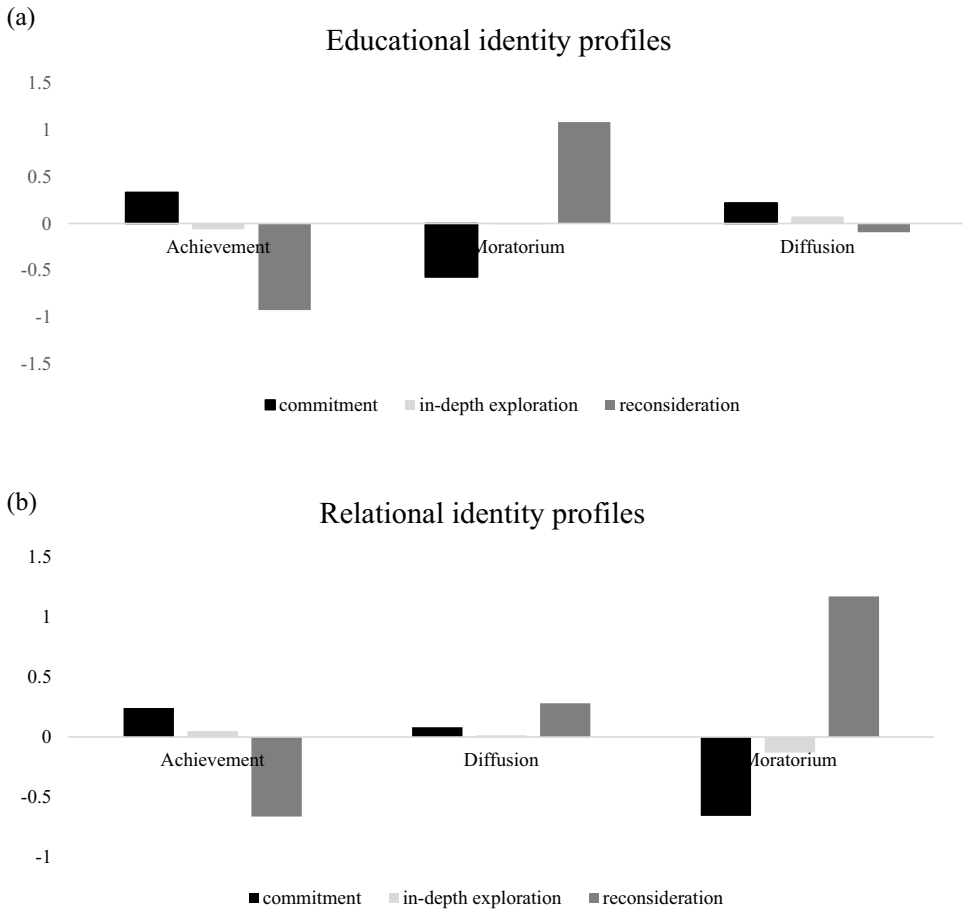 (a)
Educational identity profiles
1.5
1
0.5
0
-0.5
-1
-1.5
Achievement Moratorium Diffusion
commitment in-depth exploration reconsideration
(b)
Relational identity profiles
1.5
1
0.5
0
-0.5
-1
Achievement Diffusion Moratorium
commitment in-depth exploration reconsideration